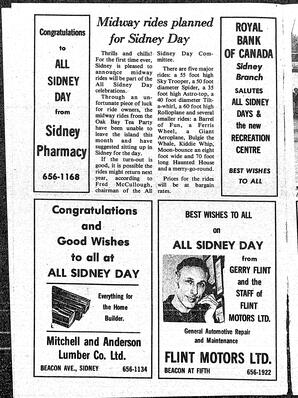 Congratulations
to
ALL
SIDNEY
DAY
from
Sidney
Pharmacy
656-1168
Midway rides planned
for Sidney Day
Thrills and chills!
For the first time ever,
Sidney is pleased to
announce midway
rides will be part of the
All Sidney Day
celebrations.
Through an un-
fortunate piece of luck
for ride owners, the
midway rides from the
Oak Bay Tea Party
have been unable to
leave the island this
month and have
suggested sitting up in
Sidney for the day.
If the turn-out is
good, it is possible the
rides might return next
year, according to
Fred McCullough,
chairman of the All
Sidney Day Com-
mittee.
There are five major
rides: a 55 foot high
Sky Trooper, a 50 foot
diameter Spider, a 35
foot high Astro-top, a
40 foot diameter Tilt-
a-whirl, a 60 foot high
Rolloplane and several
smaller rides: a Barrel
of Fun, a Ferris
Wheel, a Giant
Aeroplane, Bulgie the
Whale, Kiddie Whip,
Moon-bounce an eight
foot wide and 70 foot
long Haunted House
and a merry-go-round.
Prices for the rides
will be at bargain
rates.
ROYAL
BANK
OF CANADA
Sidney
Branch
SALUTES
ALL SIDNEY
DAYS &
the new
RECREATION
CENTRE
BEST WISHES
TO ALL
Congratulations
and
Good Wishes
to all at
ALL SIDNEY DAY
Everything for
the Home
Builder.
Mitchell and Anderson
Lumber Co. Ltd.
BEACON AVE., SIDNEY 656-1134
BEST WISHES TO ALL
on
ALL SIDNEY DAY
from
GERRY FLINT
and the
STAFF of
FLINT
MOTORS LTD.
General Automotive Repair
and Maintenance
FLINT MOTORS LTD.
BEACON AT FIFTH 656-1922